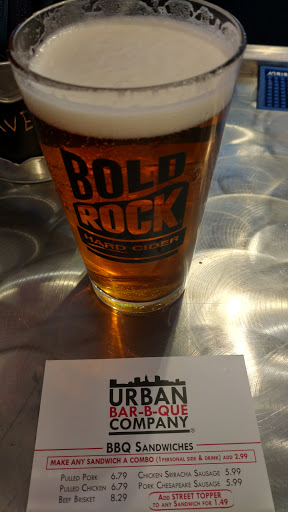 BOLD
ROCK
HARD CIDER
URBAN
BAR-B-QUE
COMPANY®
BBQ SANDWICHES
MAKE ANY SANDWICH A COMBO (1 PERSONAL SIDE & DRINK) ADD 2.99
PULLED PORK 6.79 CHICKEN SRIRACHA SAUSAGE 5.99
PULLED CHICKEN 6.79 PORK CHESAPEAKE SAUSAGE 5.99
BEEF BRISKET 8.29 ADD STREET TOPPER
TO ANY SANDWICH FOR 1.49